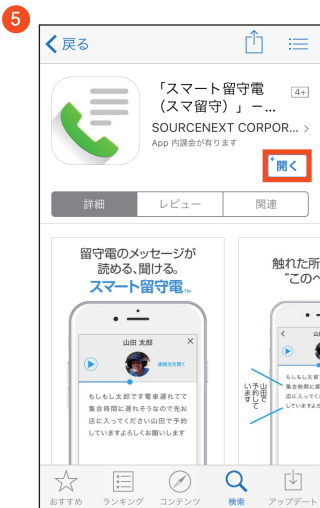 5
戻る
「スマート留守電
（スマ留守）」－...
4+
SOURCENEXT CORPOR... >
App 内課金が有ります
+開く
詳細
レビュー
関連
留守電のメッセージが
読める、聞ける。
スマート留守電™
山田 太郎
×
連絡先を開く
もしもし太郎です電車遅れてて
集合時間に遅れそうなので先お
店に入ってください山田で予約
していますよろしくお願いします
触れた所
"このヘ
山田で
予約して
います
もしもし太郎
集合時間に遅
店に入ってく
していますよろ
おすすめ
ランキング
コンテンツ
検索
アップデート